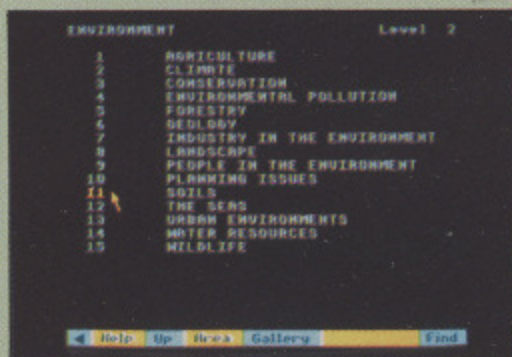 ENVIRONMENT Level 2
1 AGRICULTURE
2 CLIMATE
3 CONSERVATION
4 ENVIRONMENTAL POLLUTION
5 FORESTRY
6 GEOLOGY
7 INDUSTRY IN THE ENVIRONMENT
8 LANDSCAPE
9 PEOPLE IN THE ENVIRONMENT
10 PLANNING ISSUES
11 SOILS
12 THE SEAS
13 URBAN ENVIRONMENTS
14 WATER RESOURCES
15 WILDLIFE
Help Up Area Gallery Find